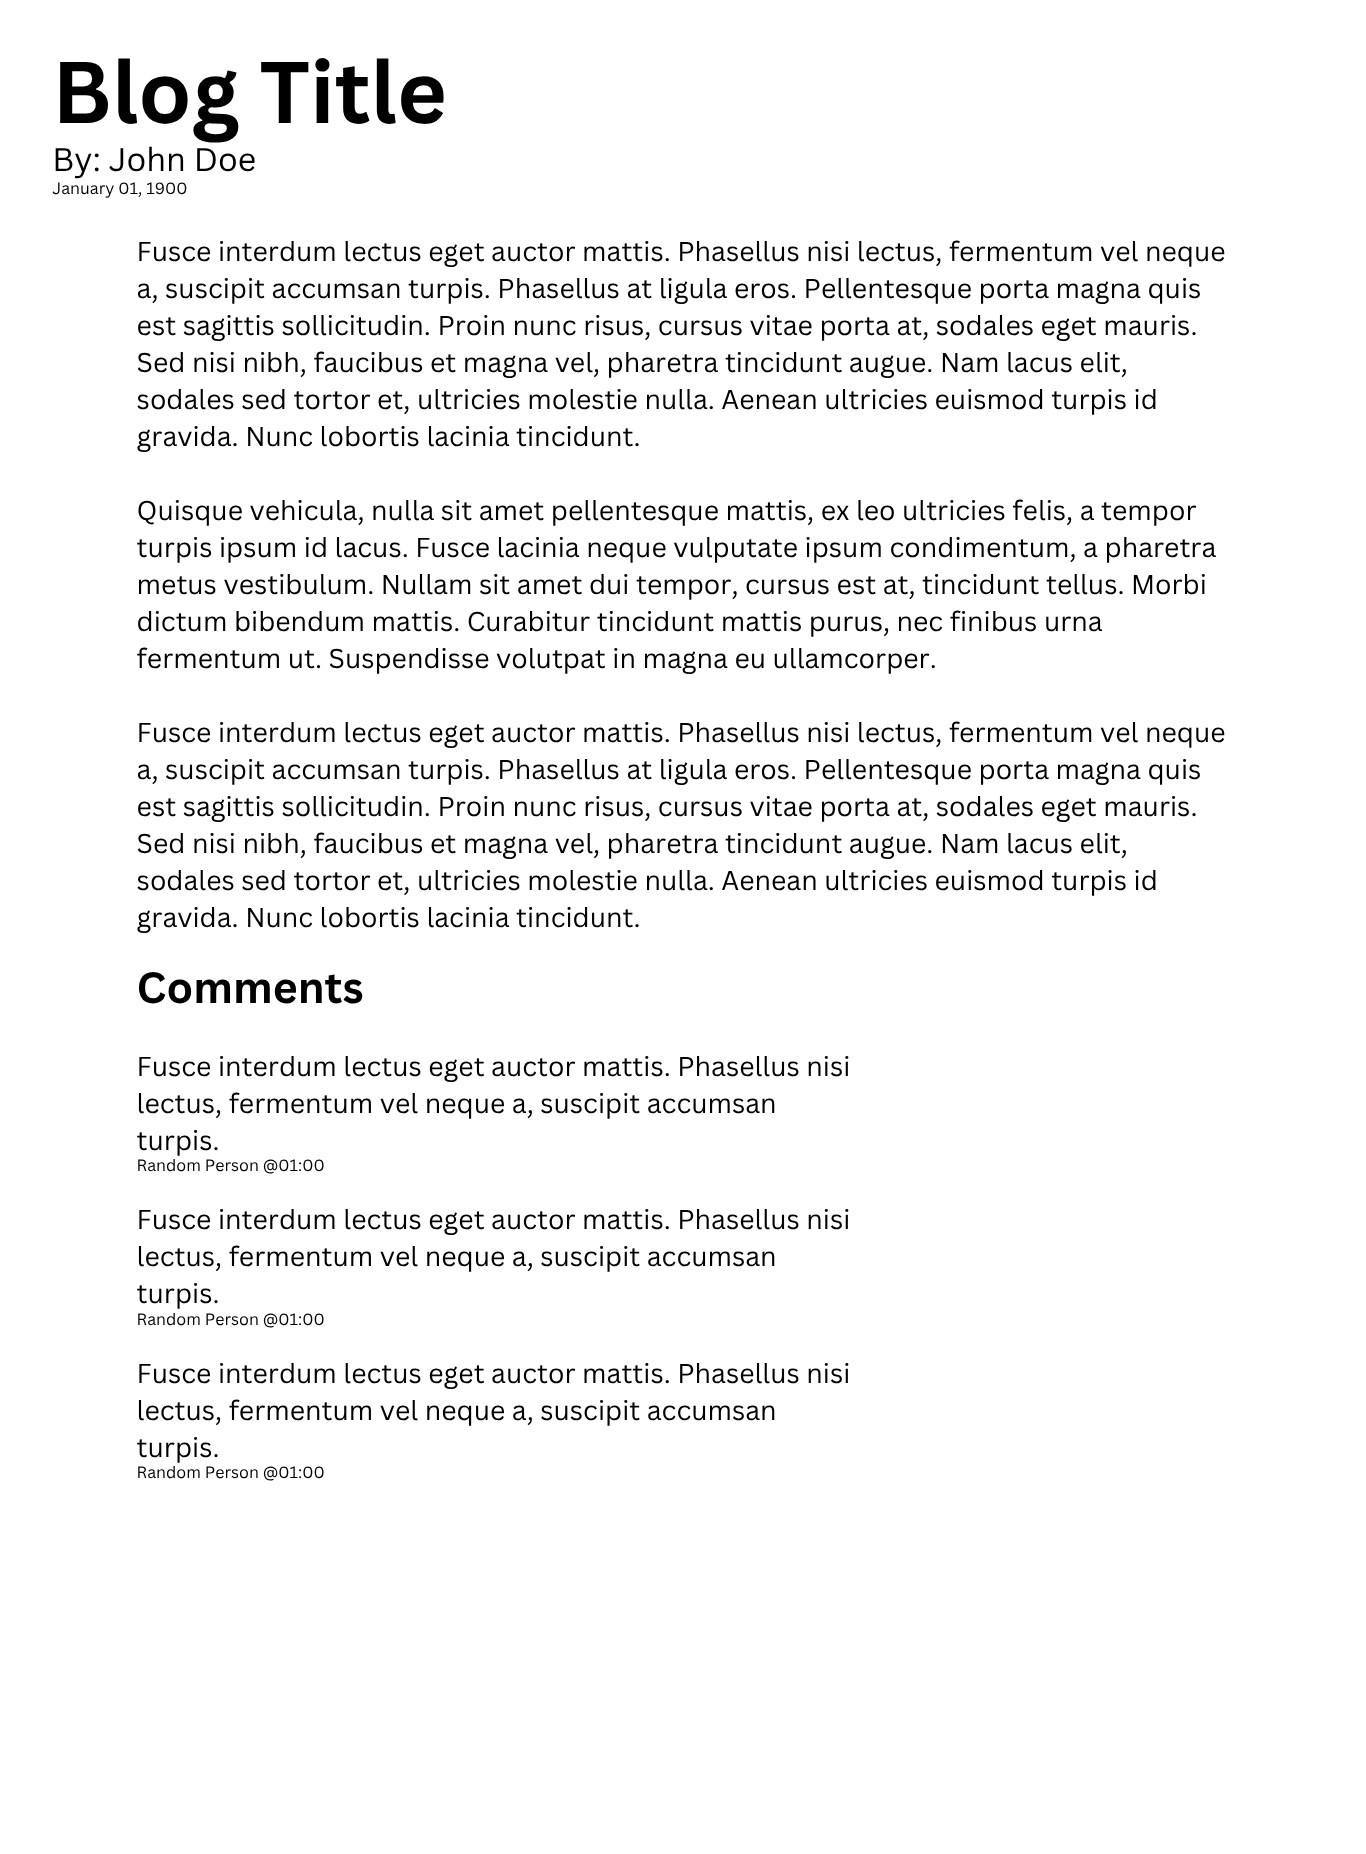 Blog Title
By: John Doe
January 01, 1900
Fusce interdum lectus eget auctor mattis. Phasellus nisi lectus, fermentum vel neque
a, suscipit accumsan turpis. Phasellus at ligula eros. Pellentesque porta magna quis
est sagittis sollicitudin. Proin nunc risus, cursus vitae porta at, sodales eget mauris.
Sed nisi nibh, faucibus et magna vel, pharetra tincidunt augue. Nam lacus elit,
sodales sed tortor et, ultricies molestie nulla. Aenean ultricies euismod turpis id
gravida. Nunc lobortis lacinia tincidunt.
Quisque vehicula, nulla sit amet pellentesque mattis, ex leo ultricies felis, a tempor
turpis ipsum id lacus. Fusce lacinia neque vulputate ipsum condimentum, a pharetra
metus vestibulum. Nullam sit amet dui tempor, cursus est at, tincidunt tellus. Morbi
dictum bibendum mattis. Curabitur tincidunt mattis purus, nec finibus urna
fermentum ut. Suspendisse volutpat in magna eu ullamcorper.
Fusce interdum lectus eget auctor mattis. Phasellus nisi lectus, fermentum vel neque
a, suscipit accumsan turpis. Phasellus at ligula eros. Pellentesque porta magna quis
est sagittis sollicitudin. Proin nunc risus, cursus vitae porta at, sodales eget mauris.
Sed nisi nibh, faucibus et magna vel, pharetra tincidunt augue. Nam lacus elit,
sodales sed tortor et, ultricies molestie nulla. Aenean ultricies euismod turpis id
gravida. Nunc lobortis lacinia tincidunt.
Comments
Fusce interdum lectus eget auctor mattis. Phasellus nisi
lectus, fermentum vel neque a, suscipit accumsan
turpis.
Random Person @01:00
Fusce interdum lectus eget auctor mattis. Phasellus nisi
lectus, fermentum vel neque a, suscipit accumsan
turpis.
Random Person @01:00
Fusce interdum lectus eget auctor mattis. Phasellus nisi
lectus, fermentum vel neque a, suscipit accumsan
turpis.
Random Person @01:00